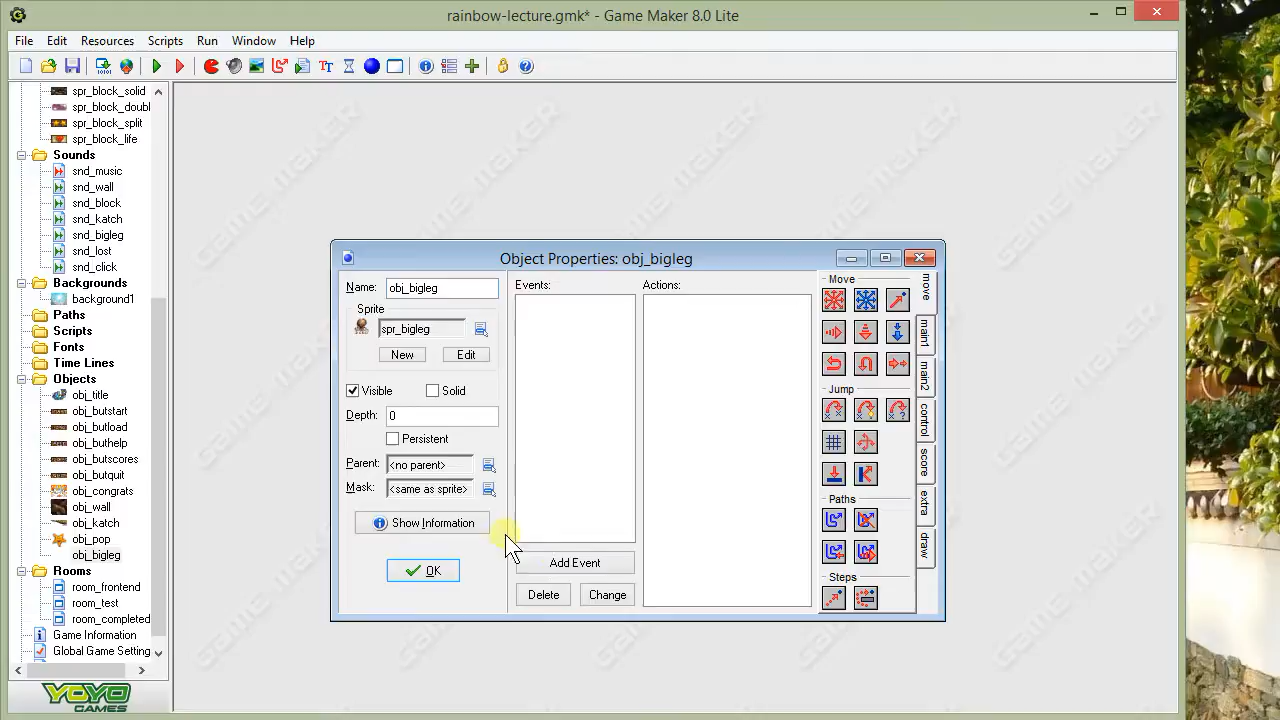 rainbow-lecture.gmk* - Game Maker 8.0 Lite
File Edit Resources Scripts Run Window Help
spr_block_solid
spr_block_doubl
spr_block_split
spr_block_life
Sounds
snd_music
snd_wall
snd_block
snd_katch
snd_bigleg
snd_lost
snd_click
Backgrounds
background1
Paths
Scripts
Fonts
Time Lines
Objects
obj_title
obj_butstart
obj_butload
obj_buthelp
obj_butscores
obj_butquit
obj_congrats
obj_wall
obj_katch
obj_pop
obj_bigleg
Rooms
room_frontend
room_test
room_completed
Game Information
Global Game Setting
YOYO
GAMES
Object Properties: obj_bigleg
Name: obj_bigleg
Sprite
spr_bigleg
New Edit
Visible Solid
Depth: 0
Persistent
Parent: <no parent>
Mask: <same as sprite>
Show Information
OK
Events:
Add Event
Delete Change
Actions:
Move
Jump
Paths
Steps
move
main1
main2
control
score
extra
draw
GAME MAKER